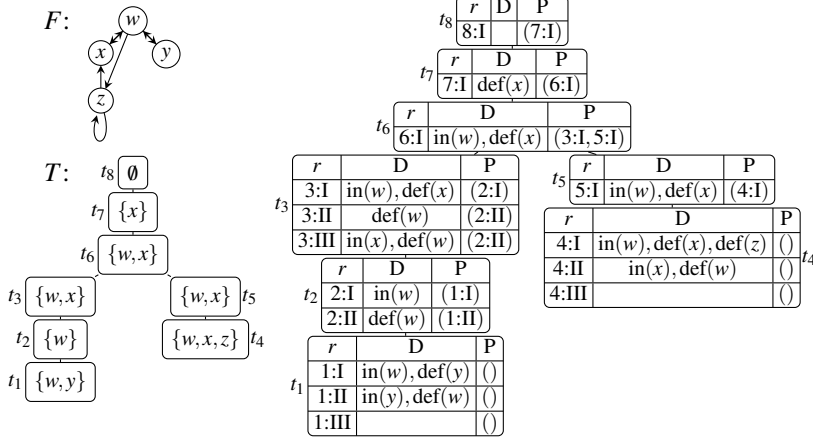 F:
w
x
y
z
T:
t₈ ∅
t₇ {x}
t₆ {w,x}
t₃ {w,x}
{w,x} t₅
t₂ {w}
{w,x,z} t₄
t₁ {w,y}
t₈
r D P
8:I (7:I)
t₇
r D P
7:I def(x) (6:I)
t₆
r D P
6:I in(w),def(x) (3:I,5:I)
t₃
r D P
3:I in(w),def(x) (2:I)
3:II def(w) (2:II)
3:III in(x),def(w) (2:II)
t₅
r D P
5:I in(w),def(x) (4:I)
r D P
4:I in(w),def(x),def(z) ()
4:II in(x),def(w) ()
4:III ()
t₄
t₂
r D P
2:I in(w) (1:I)
2:II def(w) (1:II)
t₁
r D P
1:I in(w),def(y) ()
1:II in(y),def(w) ()
1:III ()